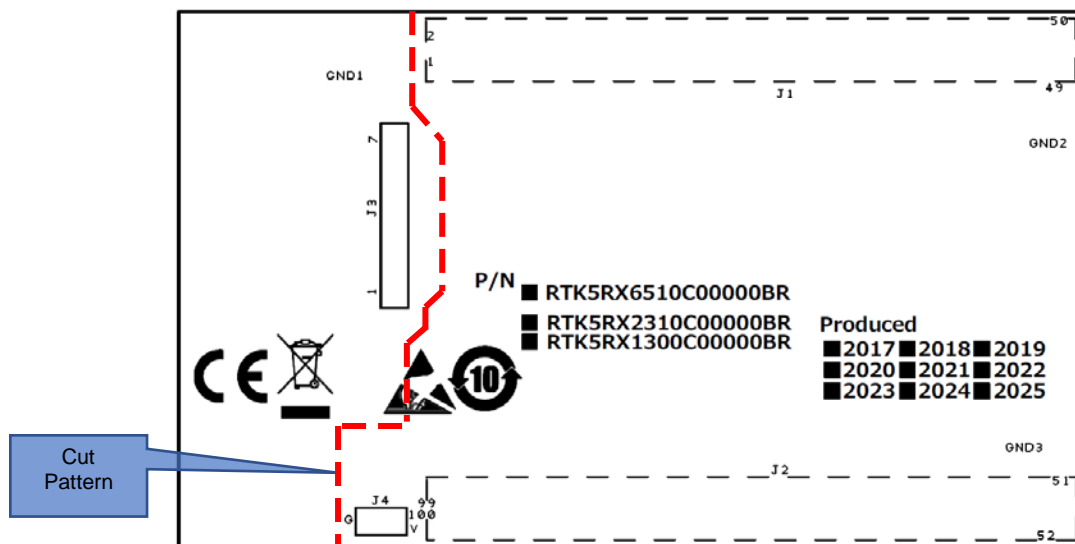 50
2
1
49
J1
GND1
GND2
7
J3
1
P/N
RTK5RX6510C00000BR
RTK5RX2310C00000BR
RTK5RX1300C00000BR
Produced
2017 2018 2019
2020 2021 2022
2023 2024 2025
CE
10
GND3
Cut
Pattern
J2
51
J4
99
100
G
V
52